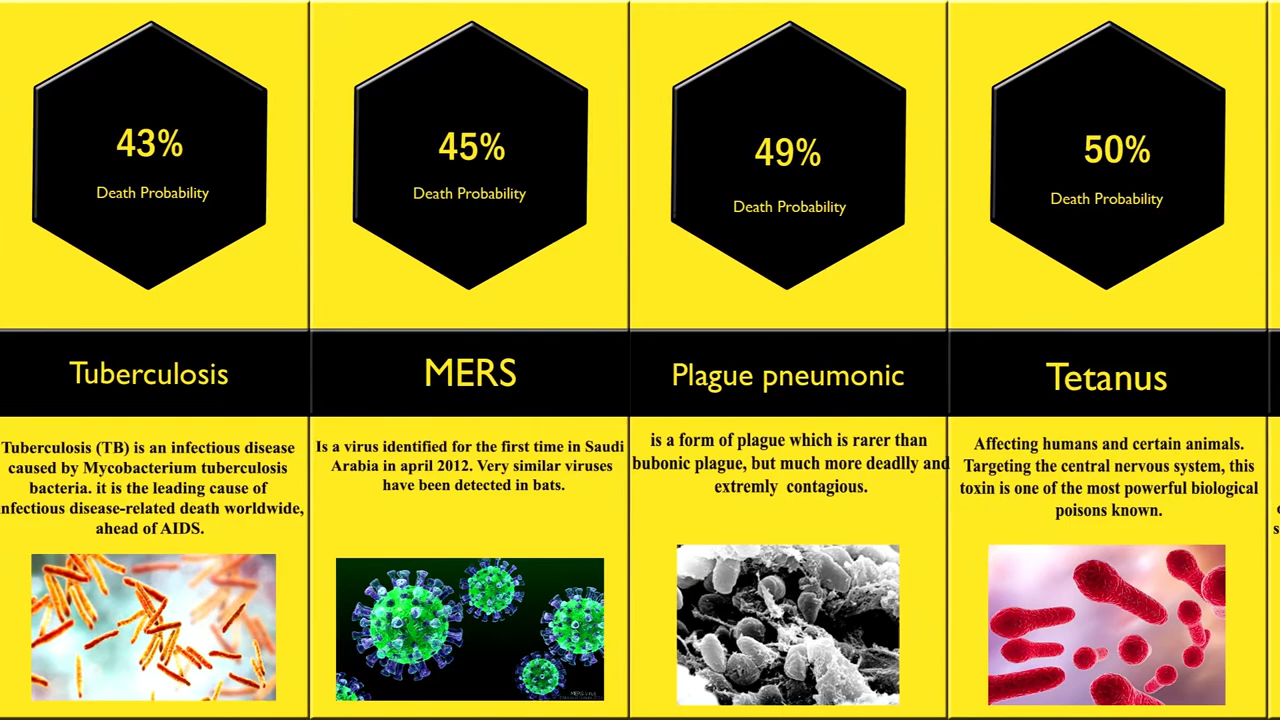 43%
Death Probability
Tuberculosis
Tuberculosis (TB) is an infectious disease
caused by Mycobacterium tuberculosis
bacteria. it is the leading cause of
nfectious disease-related death worldwide,
ahead of AIDS.
45%
Death Probability
MERS
Is a virus identified for the first time in Saudi
Arabia in april 2012. Very similar viruses
have been detected in bats.
MERS Virus
49%
Death Probability
Plague pneumonic
is a form of plague which is rarer than
bubonic plague, but much more deadlly and
extremly contagious.
50%
Death Probability
Tetanus
Affecting humans and certain animals.
Targeting the central nervous system, this
toxin is one of the most powerful biological
poisons known.